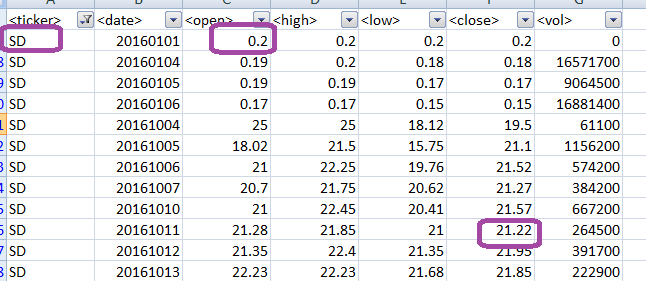 <ticker> <date> <open> <high> <low> <close> <vol>
SD 20160101 0.2 0.2 0.2 0.2 0
SD 20160104 0.19 0.2 0.18 0.18 16571700
SD 20160105 0.19 0.19 0.17 0.17 9064500
SD 20160106 0.17 0.17 0.15 0.15 16881400
SD 20161004 25 25 18.12 19.5 61100
SD 20161005 18.02 21.5 15.75 21.1 1156200
SD 20161006 21 22.25 19.76 21.52 574200
SD 20161007 20.7 21.75 20.62 21.27 384200
SD 20161010 21 22.45 20.41 21.57 667200
SD 20161011 21.28 21.85 21 21.22 264500
SD 20161012 21.35 22.4 21.35 21.95 391700
SD 20161013 22.23 22.23 21.68 21.85 222900